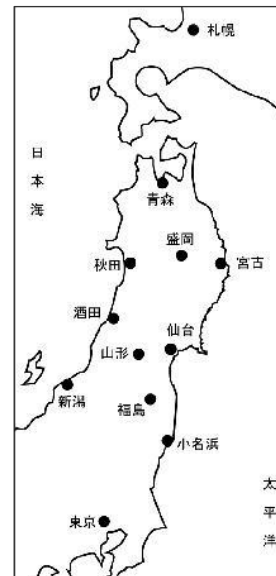 札幌
日本海
青森
盛岡
秋田
宮古
酒田
仙台
山形
新潟
福島
小名浜
太平洋
東京